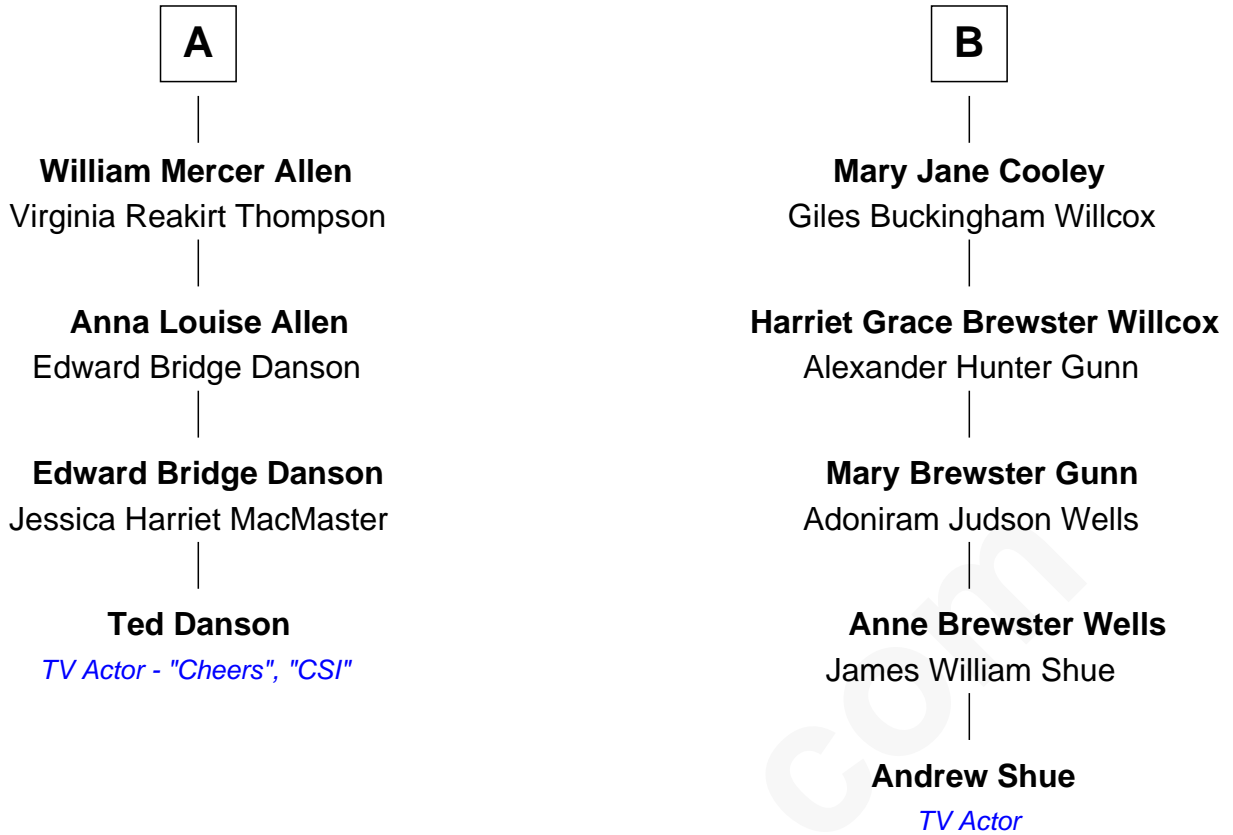 A
William Mercer Allen
Virginia Reakirt Thompson
Anna Louise Allen
Edward Bridge Danson
Edward Bridge Danson
Jessica Harriet MacMaster
Ted Danson
TV Actor - "Cheers", "CSI"
B
Mary Jane Cooley
Giles Buckingham Willcox
Harriet Grace Brewster Willcox
Alexander Hunter Gunn
Mary Brewster Gunn
Adoniram Judson Wells
Anne Brewster Wells
James William Shue
Andrew Shue
TV Actor
com